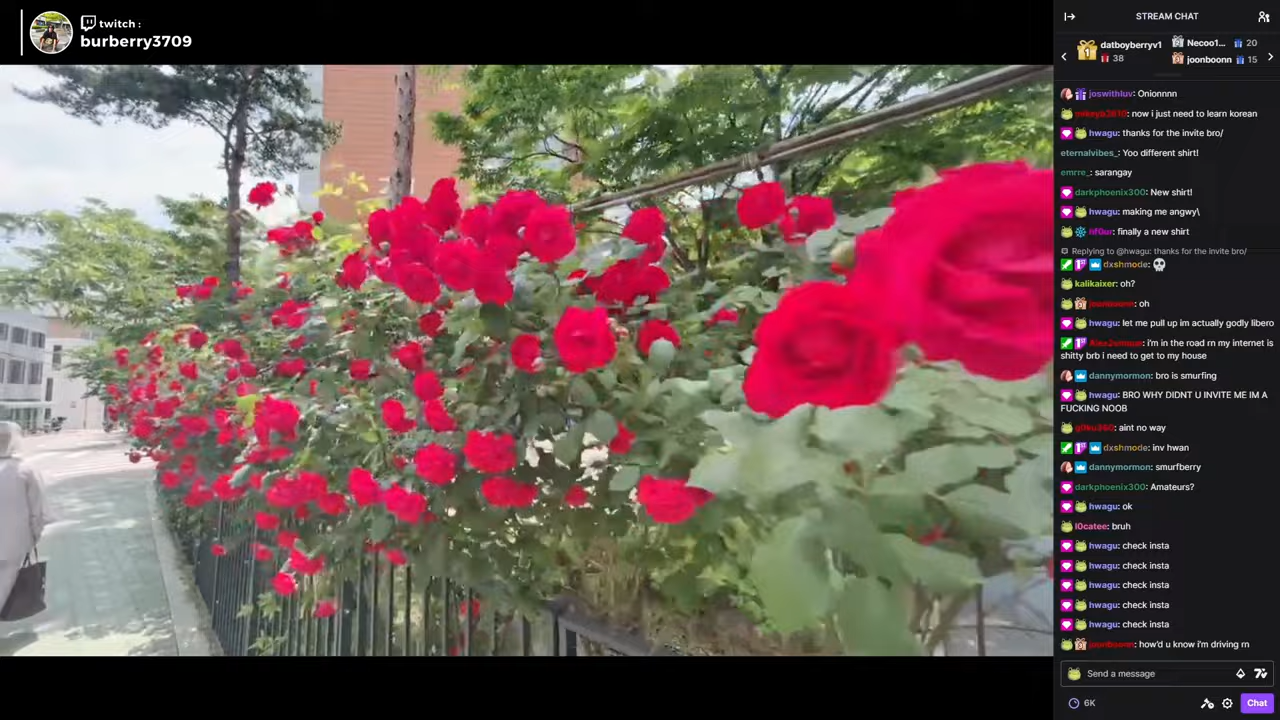 twitch :
burberry3709
STREAM CHAT
datboyberryv1
38
Necoo1... 20
joonboonn 15
joswithluv: Onionnnn
: now i just need to learn korean
hwagu: thanks for the invite bro/
eternalvibes_: Yoo different shirt!
emrre_: sarangay
darkphoenix300: New shirt!
hwagu: making me angwy\
hf0ur: finally a new shirt
Replying to @hwagu: thanks for the invite bro/
dxshmode:
kalikaixer: oh?
: oh
hwagu: let me pull up im actually godly libero
: i'm in the road rn my internet is
shitty brb i need to get to my house
dannymormon: bro is smurfing
hwagu: BRO WHY DIDNT U INVITE ME IM A
FUCKING NOOB
g0ku360: aint no way
dxshmode: inv hwan
dannymormon: smurfberry
darkphoenix300: Amateurs?
hwagu: ok
l0catee: bruh
hwagu: check insta
hwagu: check insta
hwagu: check insta
hwagu: check insta
hwagu: check insta
joonboonn: how'd u know i'm driving rn
Send a message
6K
Chat